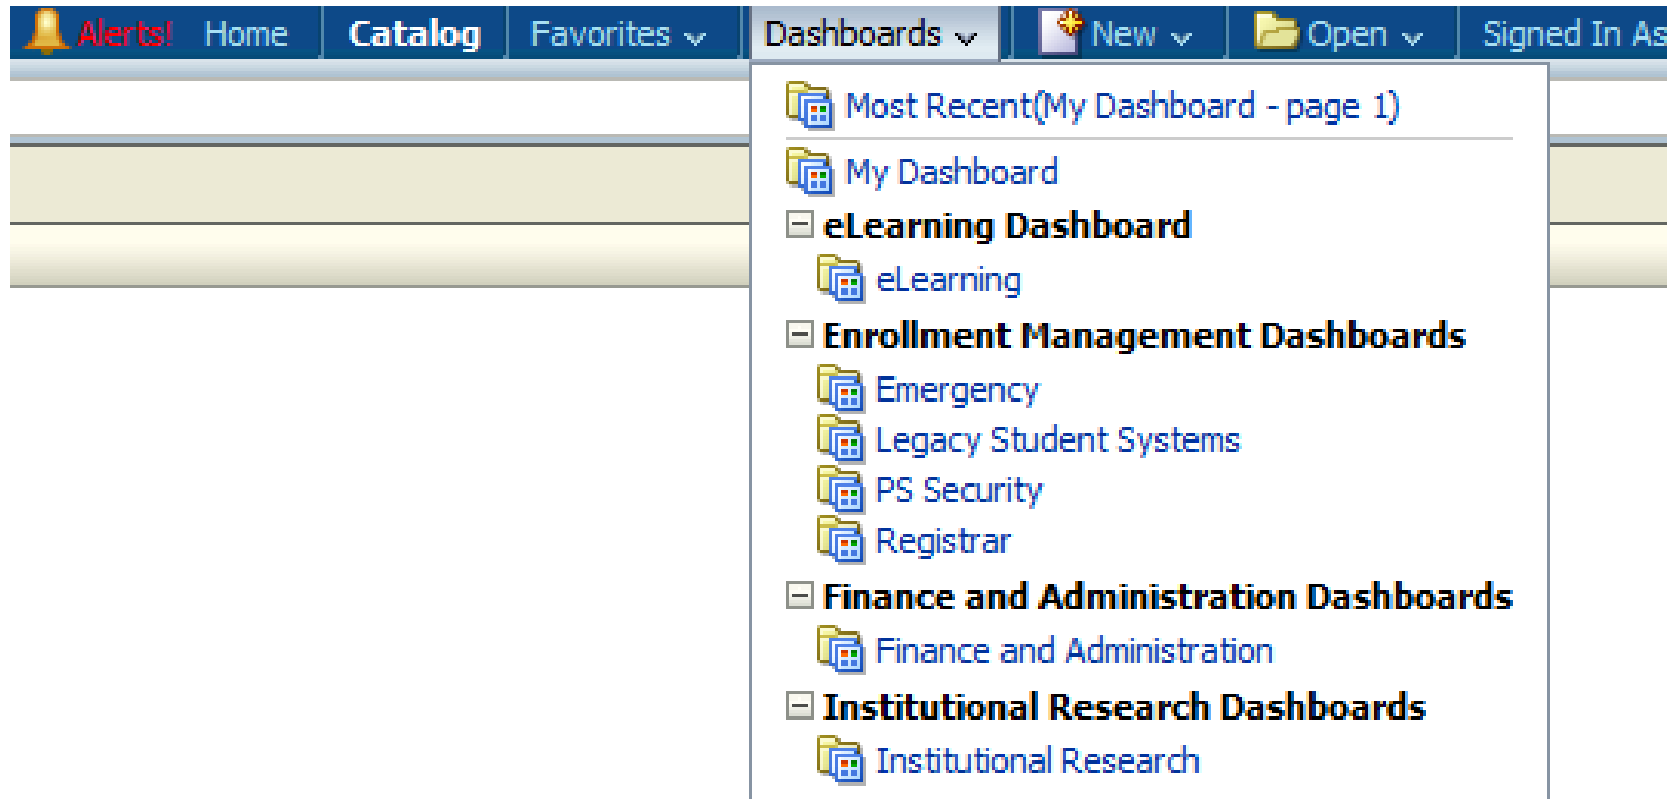 Alerts! Home Catalog Favorites Dashboards New Open Signed In As
Most Recent(My Dashboard - page 1)
My Dashboard
eLearning Dashboard
eLearning
Enrollment Management Dashboards
Emergency
Legacy Student Systems
PS Security
Registrar
Finance and Administration Dashboards
Finance and Administration
Institutional Research Dashboards
Institutional Research